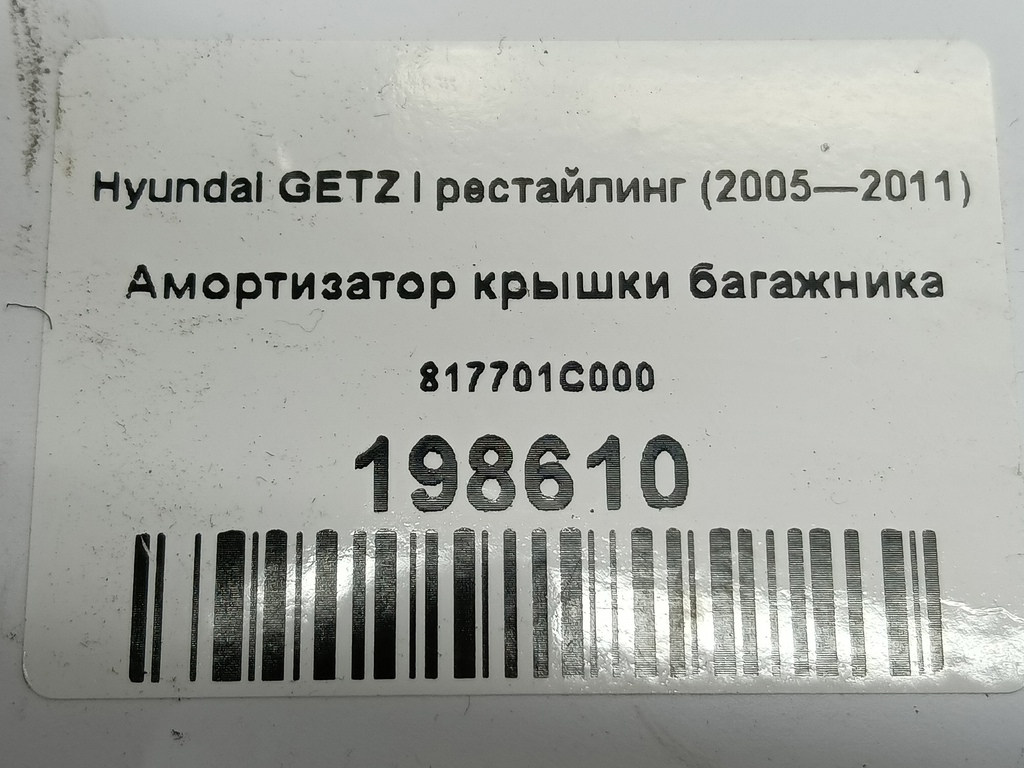 Hyundai GETZ I рестайлинг (2005—2011)
Амортизатор крышки багажника
817701C000
198610